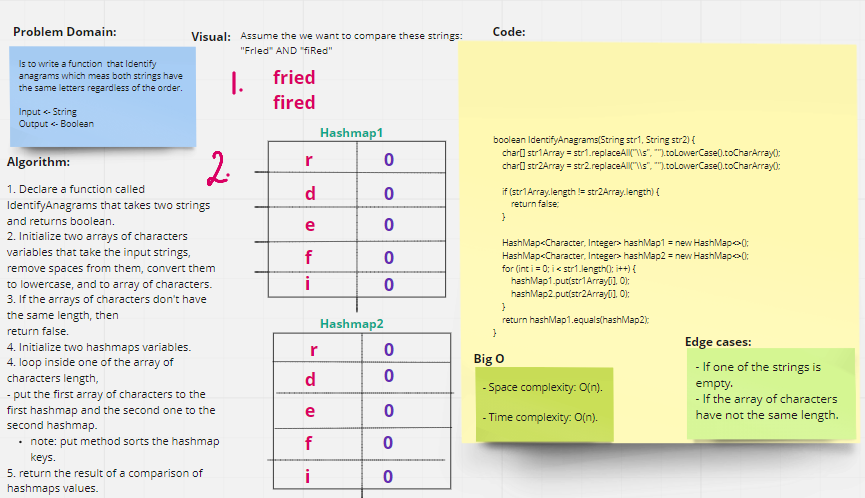 Problem Domain:
Is to write a function that Identify
anagrams which meas both strings have
the same letters regardless of the order.
Input <- String
Output <- Boolean
Algorithm:
1. Declare a function called
IdentifyAnagrams that takes two strings
and returns boolean.
2. Initialize two arrays of characters
variables that take the input strings,
remove spaces from them, convert them
to lowercase, and to array of characters.
3. If the arrays of characters don't have
the same length, then
return false.
4. Initialize two hashmaps variables.
4. loop inside one of the array of
characters length,
- put the first array of characters to the
first hashmap and the second one to the
second hashmap.
• note: put method sorts the hashmap
keys.
5. return the result of a comparison of
hashmaps values.
Visual: Assume the we want to compare these strings:
"FrIed" AND "fiRed"
1. fried
fired
2.
Hashmap1
r 0
d 0
e 0
f 0
i 0
Hashmap2
r 0
d 0
e 0
f 0
i 0
Code:
boolean IdentifyAnagrams(String str1, String str2) {
char[] str1Array = str1.replaceAll("\\s", "").toLowerCase().toCharArray();
char[] str2Array = str2.replaceAll("\\s", "").toLowerCase().toCharArray();
if (str1Array.length != str2Array.length) {
return false;
}
HashMap<Character, Integer> hashMap1 = new HashMap<>();
HashMap<Character, Integer> hashMap2 = new HashMap<>();
for (int i = 0; i < str1.length(); i++) {
hashMap1.put(str1Array[i], 0);
hashMap2.put(str2Array[i], 0);
}
return hashMap1.equals(hashMap2);
}
Big O
- Space complexity: O(n).
- Time complexity: O(n).
Edge cases:
- If one of the strings is
empty.
- If the array of characters
have not the same length.